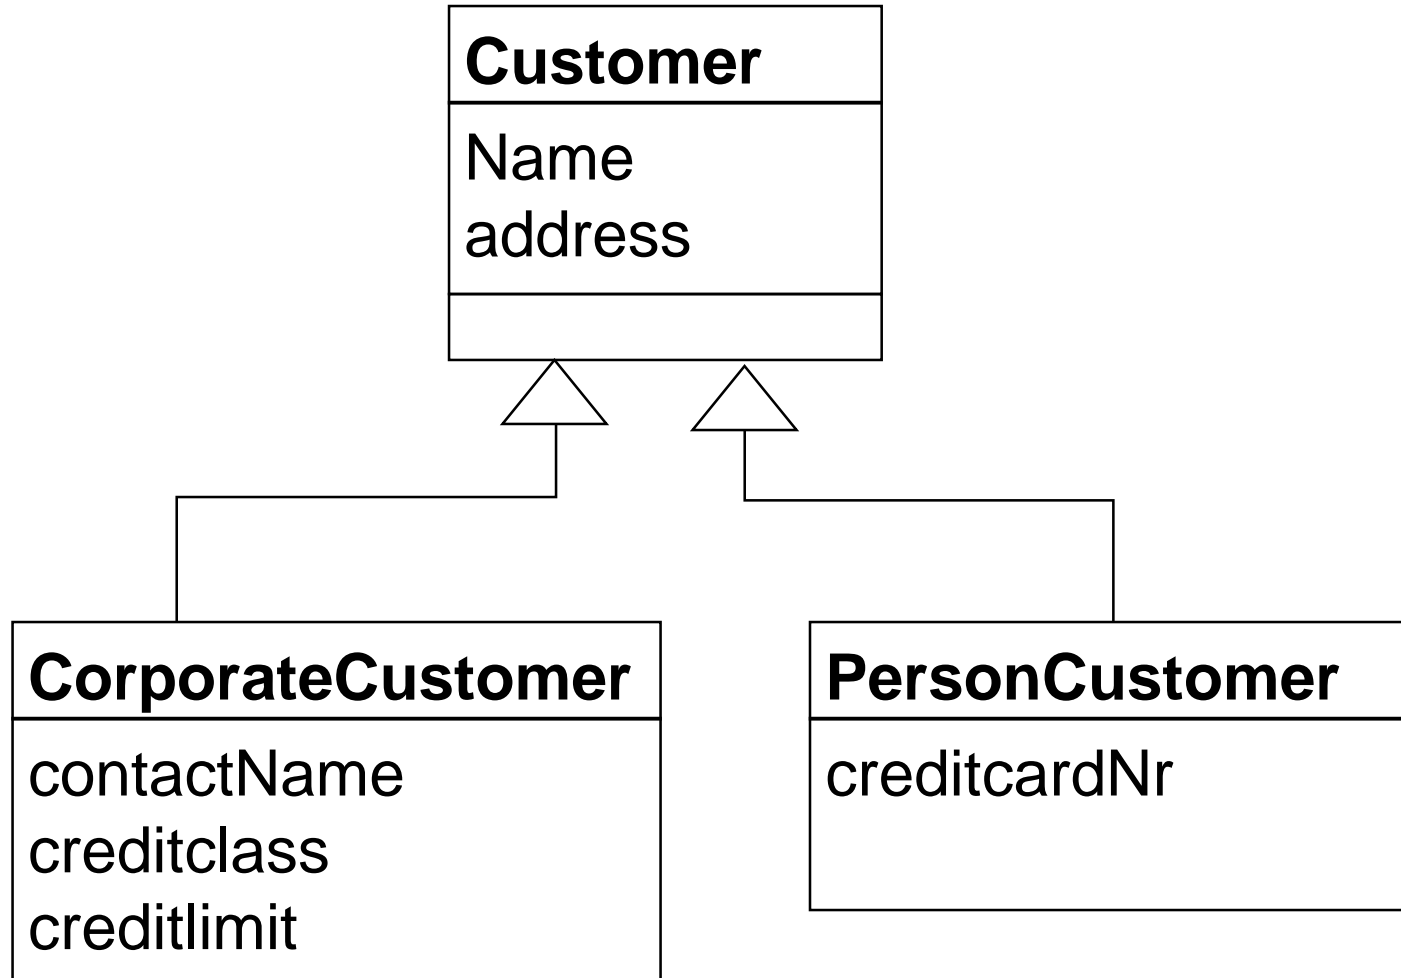 Customer
Name
address
CorporateCustomer
contactName
creditclass
creditlimit
PersonCustomer
creditcardNr